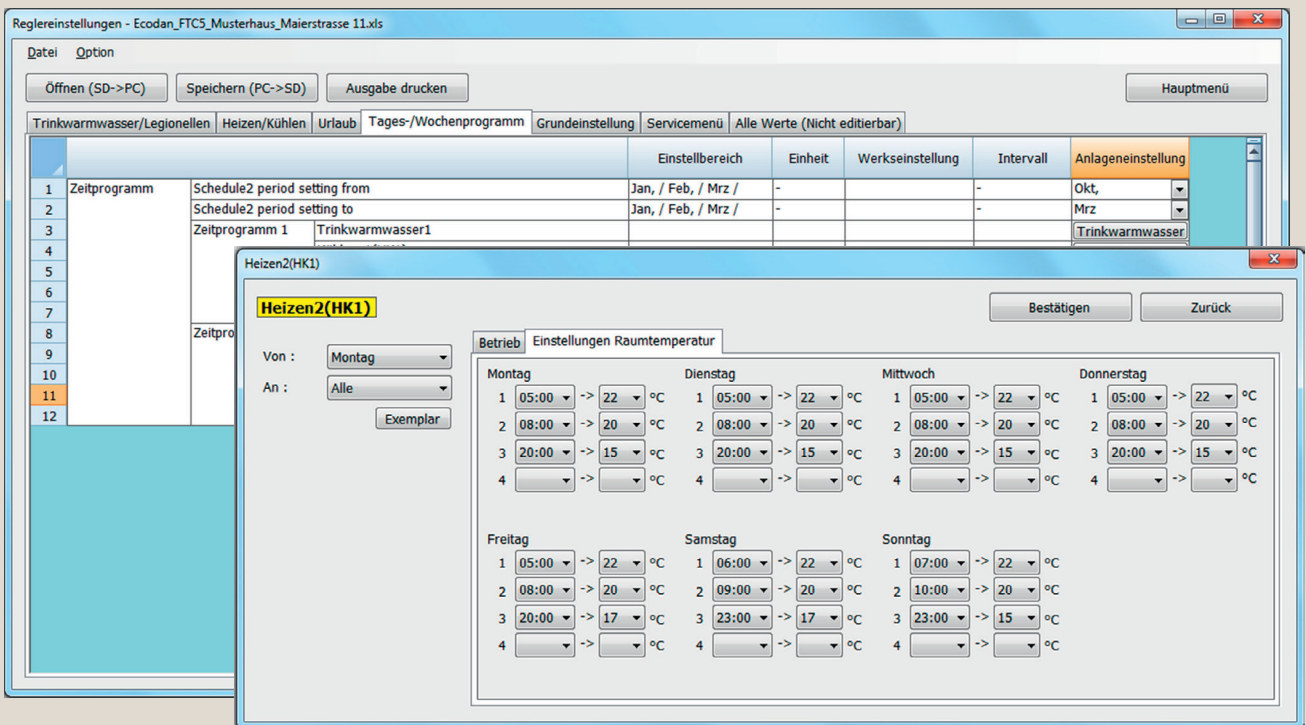 Reglereinstellungen - Ecodan_FTC5_Musterhaus_Maierstrasse 11.xls
Datei Option
Öffnen (SD->PC) Speichern (PC->SD) Ausgabe drucken Hauptmenü
Trinkwarmwasser/Legionellen Heizen/Kühlen Urlaub Tages-/Wochenprogramm Grundeinstellung Servicemenü Alle Werte (Nicht editierbar)
Einstellbereich Einheit Werkseinstellung Intervall Anlageneinstellung
1 Zeitprogramm Schedule2 period setting from Jan, / Feb, / Mrz / - - Okt,
2 Schedule2 period setting to Jan, / Feb, / Mrz / - - Mrz
3 Zeitprogramm 1 Trinkwarmwasser1 Trinkwarmwasser
4
5
6
7
8 Zeitpro
9
10
11
12
Heizen2(HK1)
Heizen2(HK1) Bestätigen Zurück
Betrieb Einstellungen Raumtemperatur
Von : Montag
An : Alle
Exemplar
Montag Dienstag Mittwoch Donnerstag
1 05:00 -> 22 °C 1 05:00 -> 22 °C 1 05:00 -> 22 °C 1 05:00 -> 22 °C
2 08:00 -> 20 °C 2 08:00 -> 20 °C 2 08:00 -> 20 °C 2 08:00 -> 20 °C
3 20:00 -> 15 °C 3 20:00 -> 15 °C 3 20:00 -> 15 °C 3 20:00 -> 15 °C
4 -> °C 4 -> °C 4 -> °C 4 -> °C
Freitag Samstag Sonntag
1 05:00 -> 22 °C 1 06:00 -> 22 °C 1 07:00 -> 22 °C
2 08:00 -> 20 °C 2 09:00 -> 20 °C 2 10:00 -> 20 °C
3 20:00 -> 17 °C 3 23:00 -> 17 °C 3 23:00 -> 15 °C
4 -> °C 4 -> °C 4 -> °C